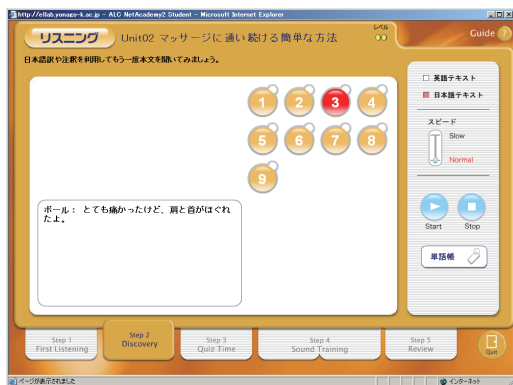 http://ellab.yonago-k.ac.jp - ALC NetAcademy2 Student - Microsoft Internet Explorer
リスニング
Unit02 マッサージに通い続ける簡単な方法
レベル
Guide ?
日本語訳や注釈を利用してもう一度本文を聞いてみましょう。
1 2 3 4
5 6 7 8
9
英語テキスト
日本語テキスト
スピード
Slow
Normal
Start Stop
単語帳
ポール： とても痛かったけど、肩と首がほぐれ
たよ。
Step 1
First Listening
Step 2
Discovery
Step 3
Quiz Time
Step 4
Sound Training
Step 5
Review
Quit
ページが表示されました
インターネット